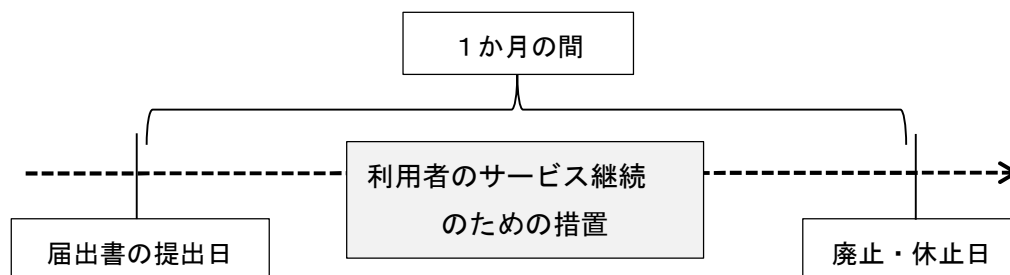 １か月の間
利用者のサービス継続
のための措置
届出書の提出日
廃止・休止日